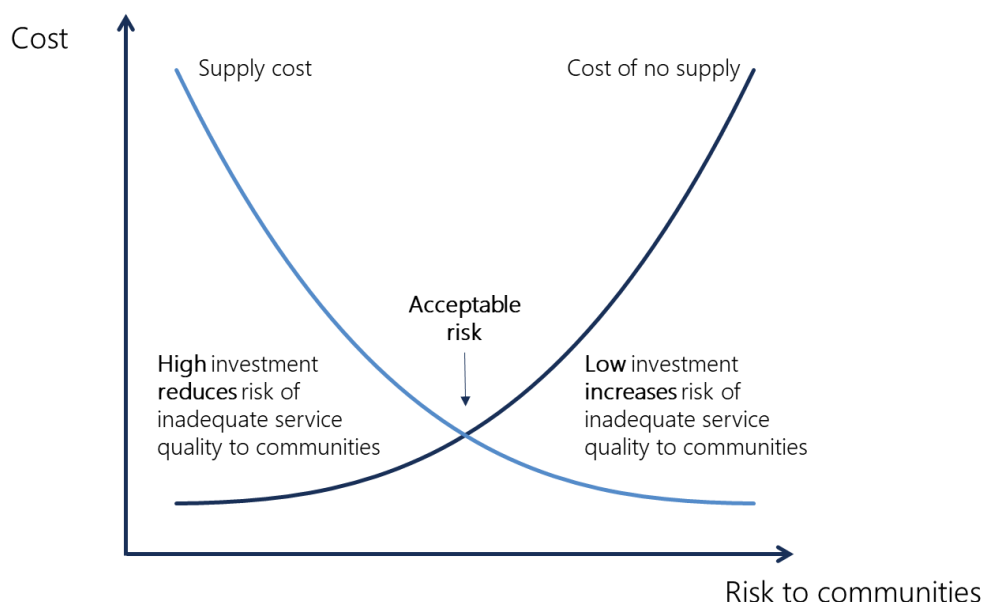 Cost
Supply cost
Cost of no supply
Acceptable
risk
High investment
reduces risk of
inadequate service
quality to communities
Low investment
increases risk of
inadequate service
quality to communities
Risk to communities